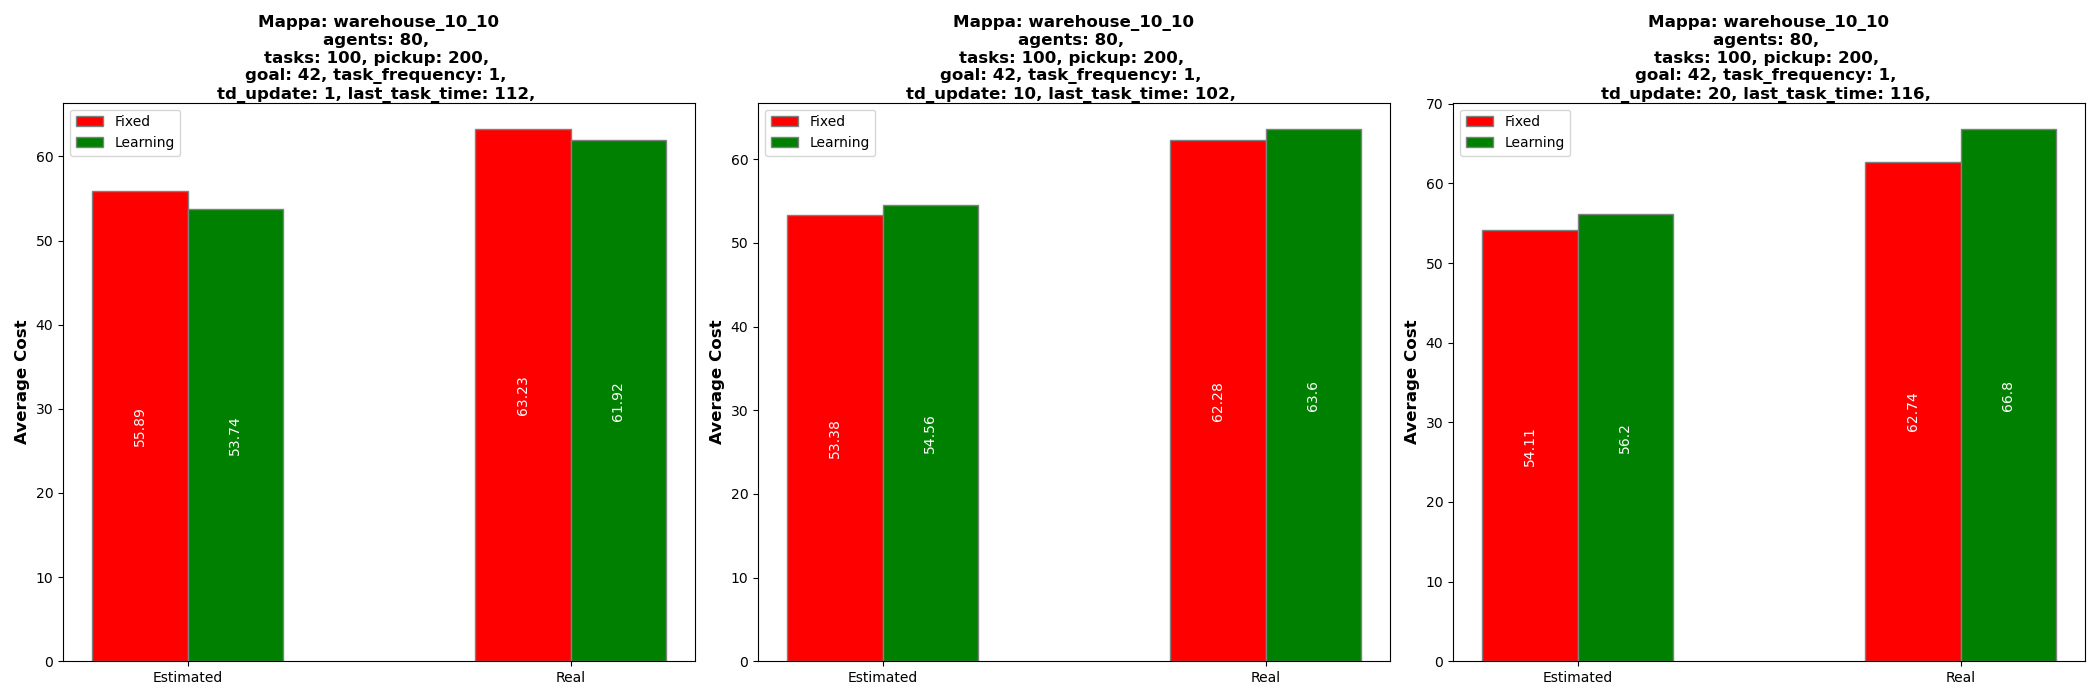 Mappa: warehouse_10_10
agents: 80,
tasks: 100, pickup: 200,
goal: 42, task_frequency: 1,
td_update: 1, last_task_time: 112,
Fixed
Learning
Average Cost
60
50
40
30
20
10
0
55.89
53.74
63.23
61.92
Estimated
Real
Mappa: warehouse_10_10
agents: 80,
tasks: 100, pickup: 200,
goal: 42, task_frequency: 1,
td_update: 10, last_task_time: 102,
Fixed
Learning
Average Cost
60
50
40
30
20
10
0
53.38
54.56
62.28
63.6
Estimated
Real
Mappa: warehouse_10_10
agents: 80,
tasks: 100, pickup: 200,
goal: 42, task_frequency: 1,
td_update: 20, last_task_time: 116,
Fixed
Learning
Average Cost
70
60
50
40
30
20
10
0
54.11
56.2
62.74
66.8
Estimated
Real